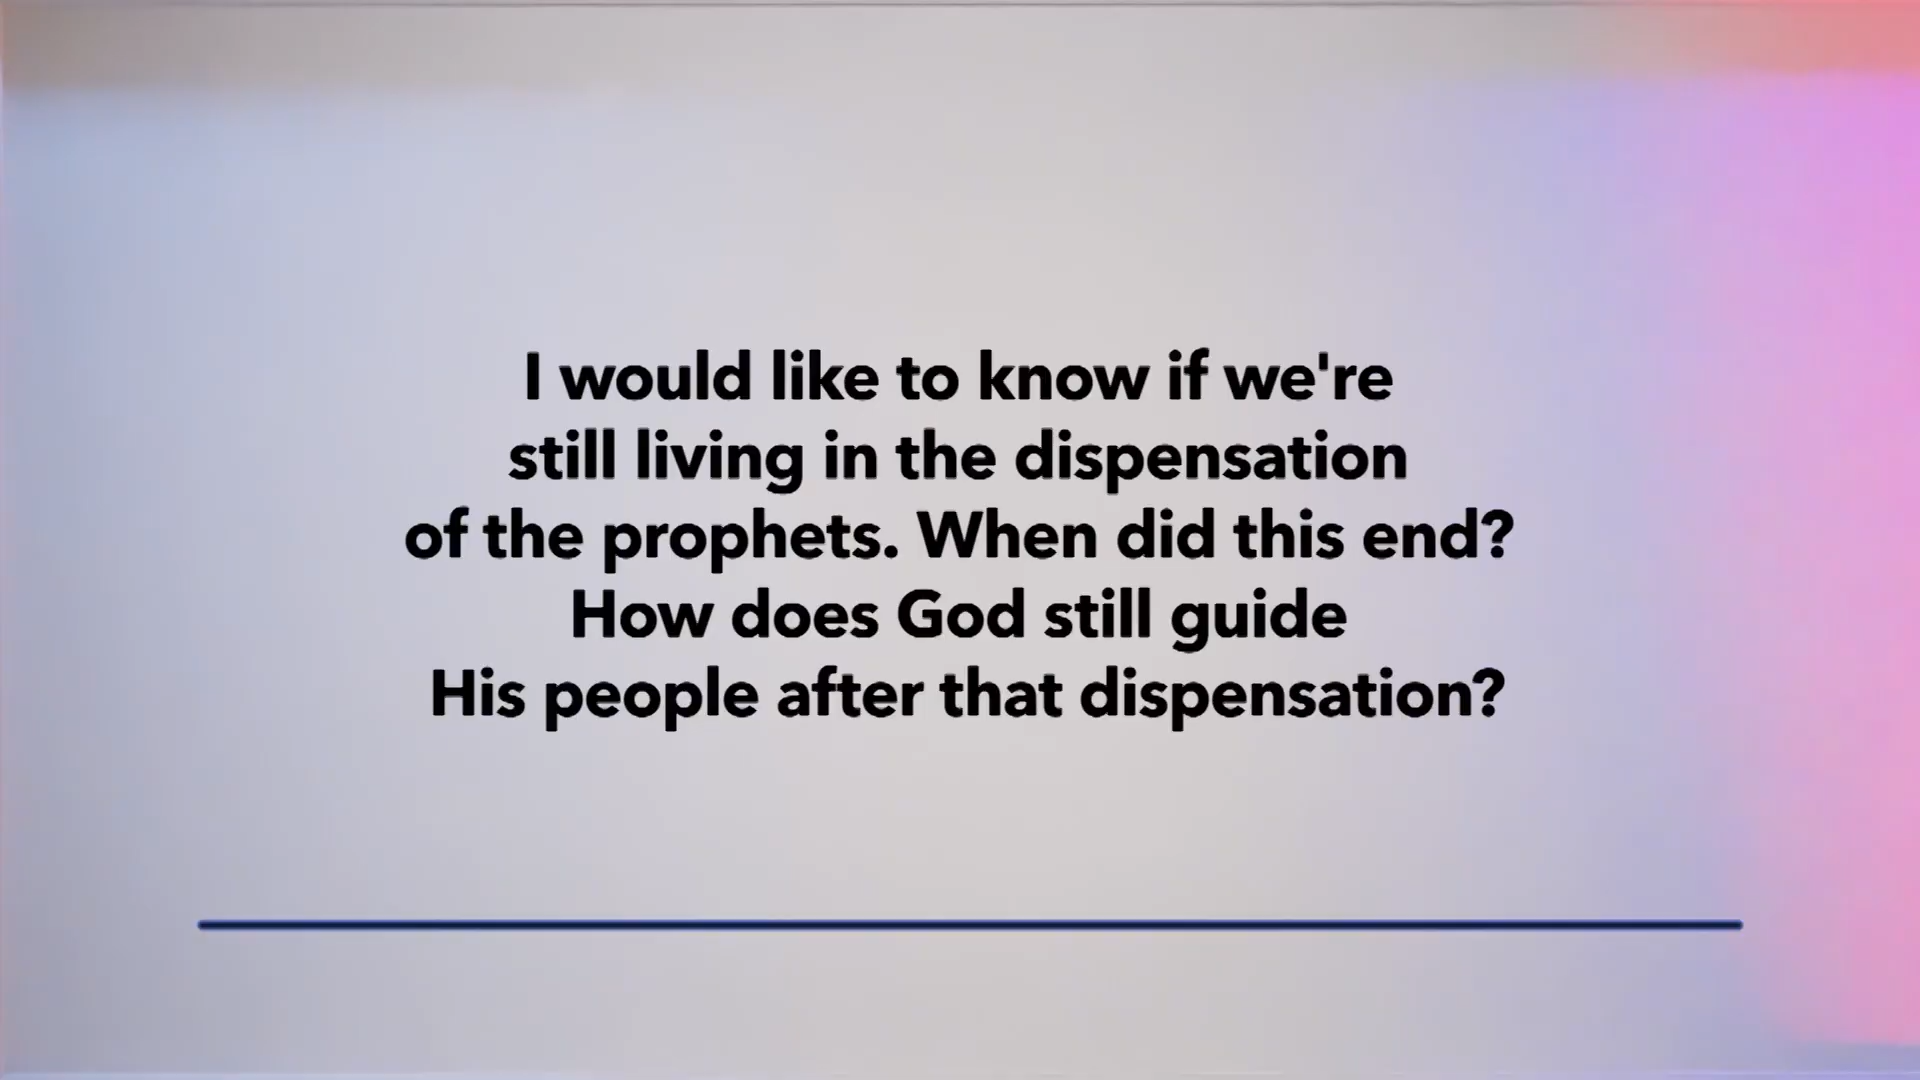 I would like to know if we're
still living in the dispensation
of the prophets. When did this end?
How does God still guide
His people after that dispensation?